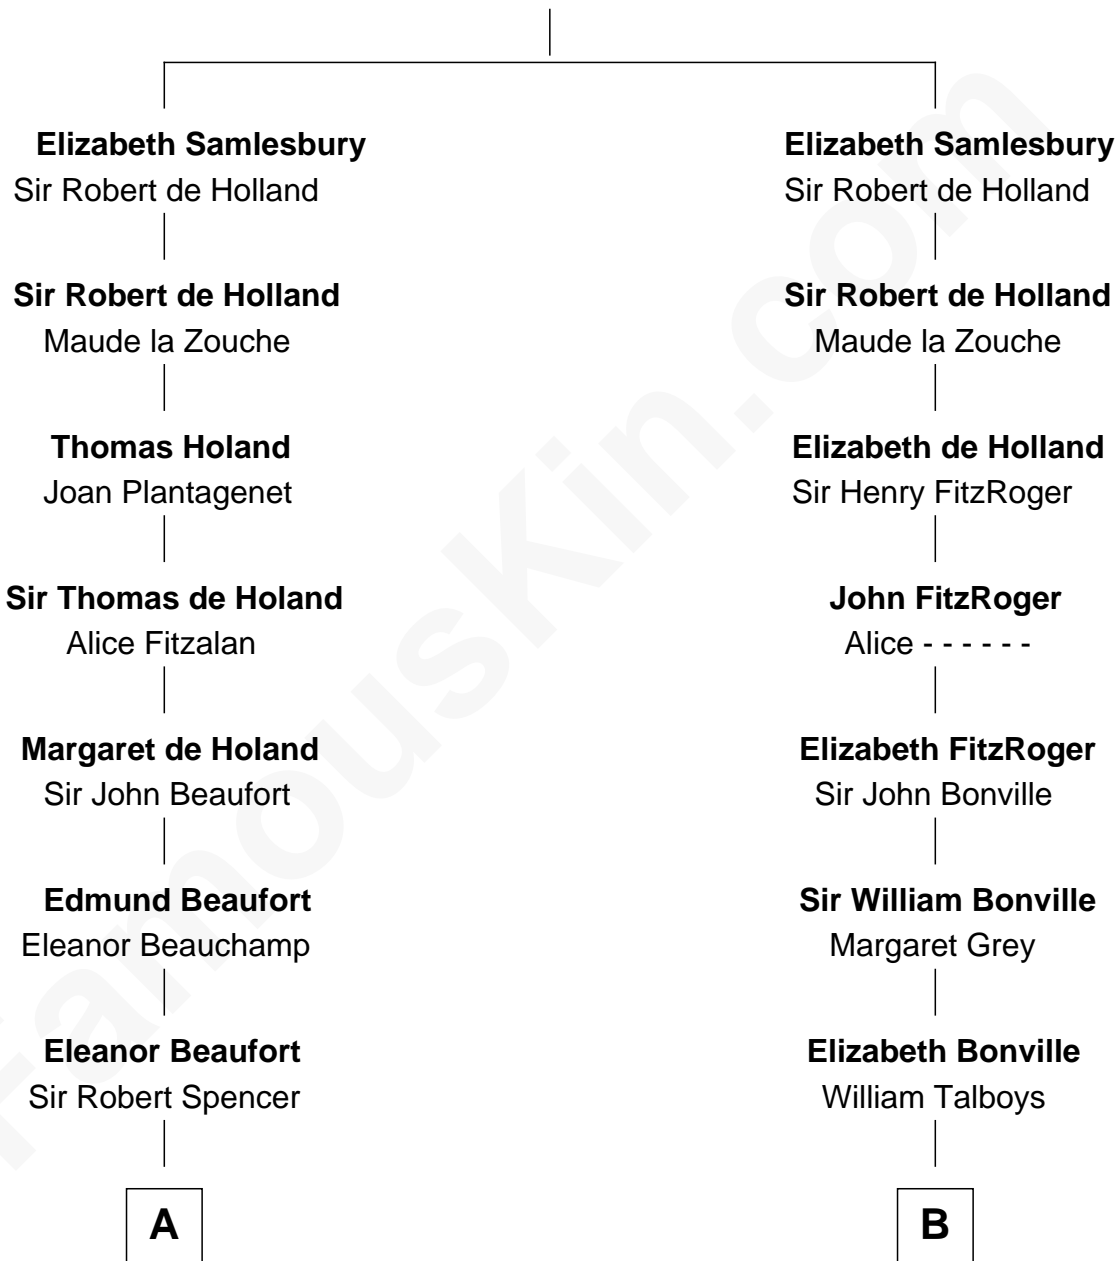 Elizabeth Samlesbury
Sir Robert de Holland
Sir Robert de Holland
Maude la Zouche
Thomas Holand
Joan Plantagenet
Sir Thomas de Holand
Alice Fitzalan
Margaret de Holand
Sir John Beaufort
Edmund Beaufort
Eleanor Beauchamp
Eleanor Beaufort
Sir Robert Spencer
A
Elizabeth Samlesbury
Sir Robert de Holland
Sir Robert de Holland
Maude la Zouche
Elizabeth de Holland
Sir Henry FitzRoger
John FitzRoger
Alice - - - - - -
Elizabeth FitzRoger
Sir John Bonville
Sir William Bonville
Margaret Grey
Elizabeth Bonville
William Talboys
B
FamousKin.com